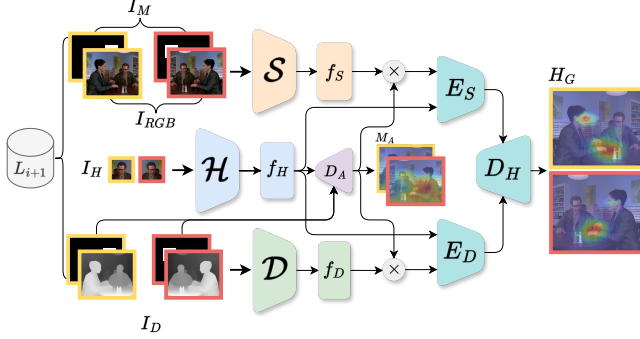 I_M
I_RGB
L_{i+1}
I_H
I_D
S
f_S
×
E_S
H
f_H
D_A
M_A
D_H
H_G
D
f_D
×
E_D